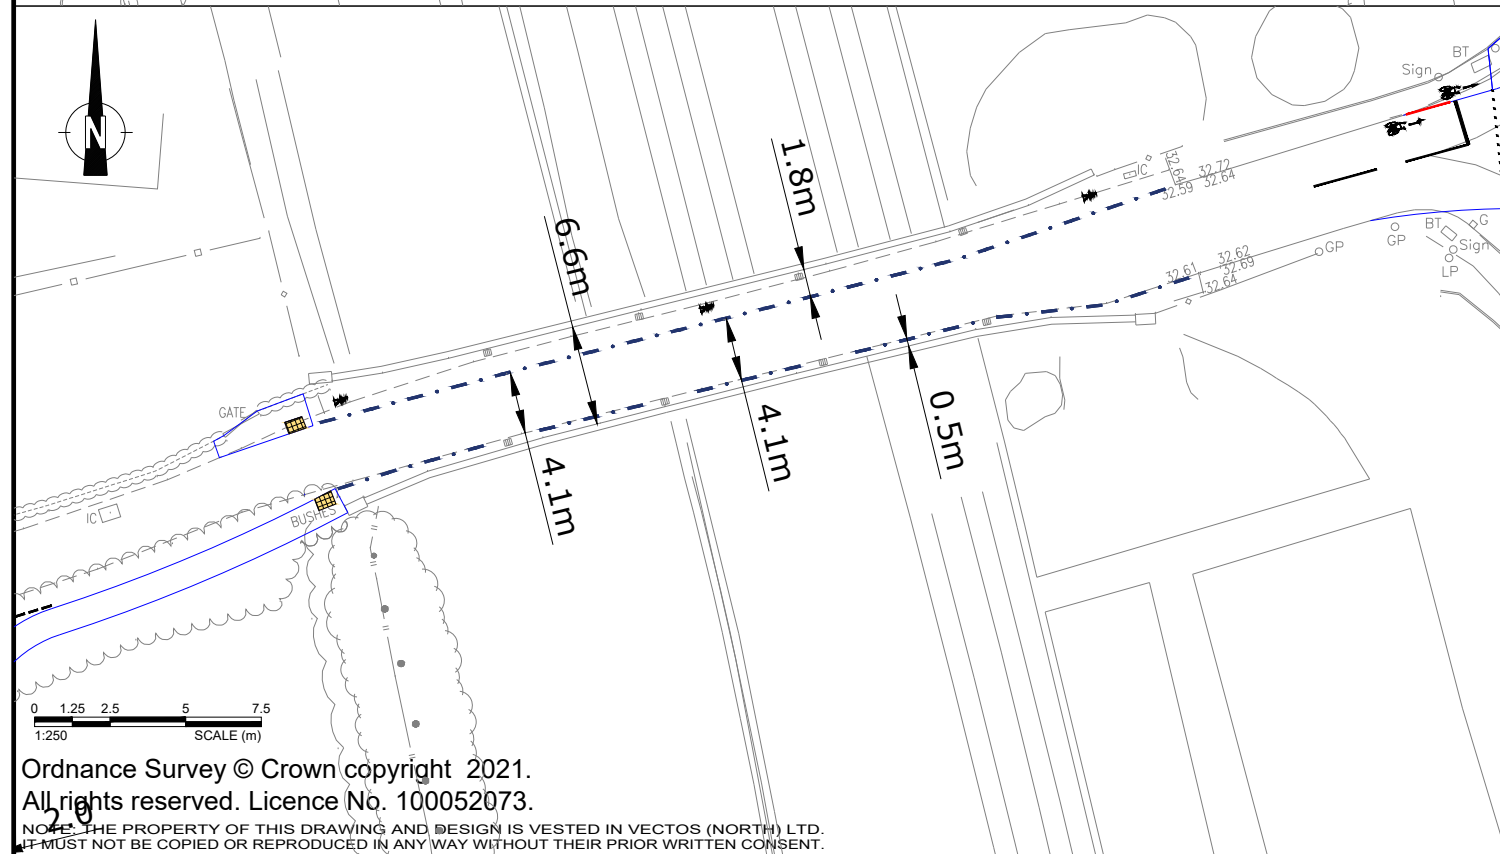 BT
Sign
N
1.8m
IC
32.64
32.72
32.59
32.64
6.6m
BT
G
GP
GP
Sign
LP
32.62
32.61
32.69
32.64
GATE
0.5m
4.1m
4.1m
BUSHES
IC
0 1.25 2.5 5 7.5
1:250 SCALE (m)
Ordnance Survey © Crown copyright 2021.
All rights reserved. Licence No. 100052073.
2.0
NOTE: THE PROPERTY OF THIS DRAWING AND DESIGN IS VESTED IN VECTOS (NORTH) LTD.
IT MUST NOT BE COPIED OR REPRODUCED IN ANY WAY WITHOUT THEIR PRIOR WRITTEN CONSENT.